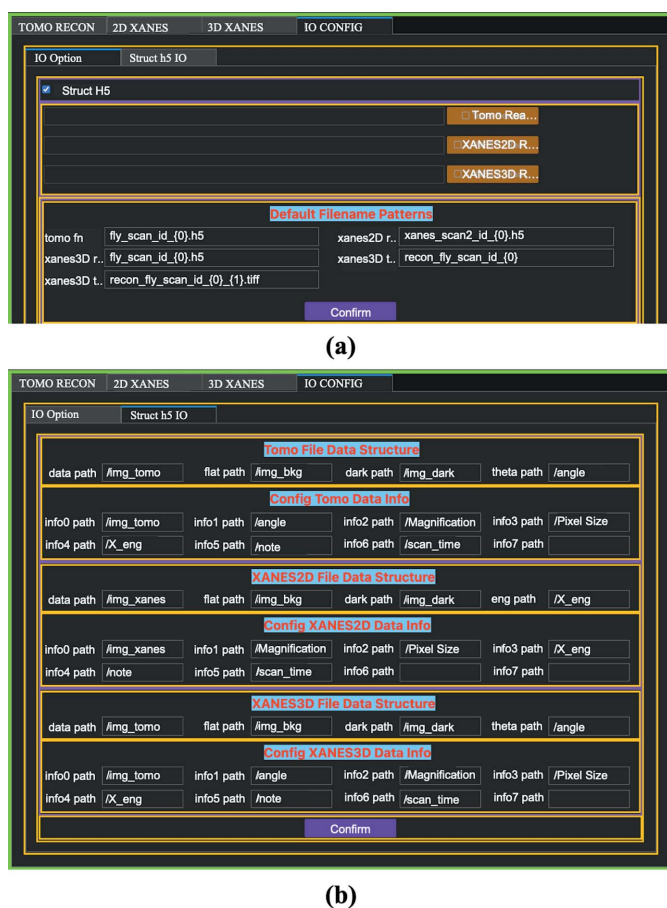 TOMO RECON 2D XANES 3D XANES IO CONFIG
IO Option Struct h5 IO
Struct H5
Tomo Rea...
XANES2D R...
XANES3D R...
Default Filename Patterns
tomo fn fly_scan_id_{0}.h5 xanes2D r.. xanes_scan2_id_{0}.h5
xanes3D r.. fly_scan_id_{0}.h5 xanes3D t.. recon_fly_scan_id_{0}
xanes3D t.. recon_fly_scan_id_{0}_{1}.tiff
Confirm
(a)
TOMO RECON 2D XANES 3D XANES IO CONFIG
IO Option Struct h5 IO
Tomo File Data Structure
data path /img_tomo flat path /img_bkg dark path /img_dark theta path /angle
Config Tomo Data Info
info0 path /img_tomo info1 path /angle info2 path /Magnification info3 path /Pixel Size
info4 path /X_eng info5 path /note info6 path /scan_time info7 path
XANES2D File Data Structure
data path /img_xanes flat path /img_bkg dark path /img_dark eng path /X_eng
Config XANES2D Data Info
info0 path /img_xanes info1 path /Magnification info2 path /Pixel Size info3 path /X_eng
info4 path /note info5 path /scan_time info6 path info7 path
XANES3D File Data Structure
data path /img_tomo flat path /img_bkg dark path /img_dark theta path /angle
Config XANES3D Data Info
info0 path /img_tomo info1 path /angle info2 path /Magnification info3 path /Pixel Size
info4 path /X_eng info5 path /note info6 path /scan_time info7 path
Confirm
(b)